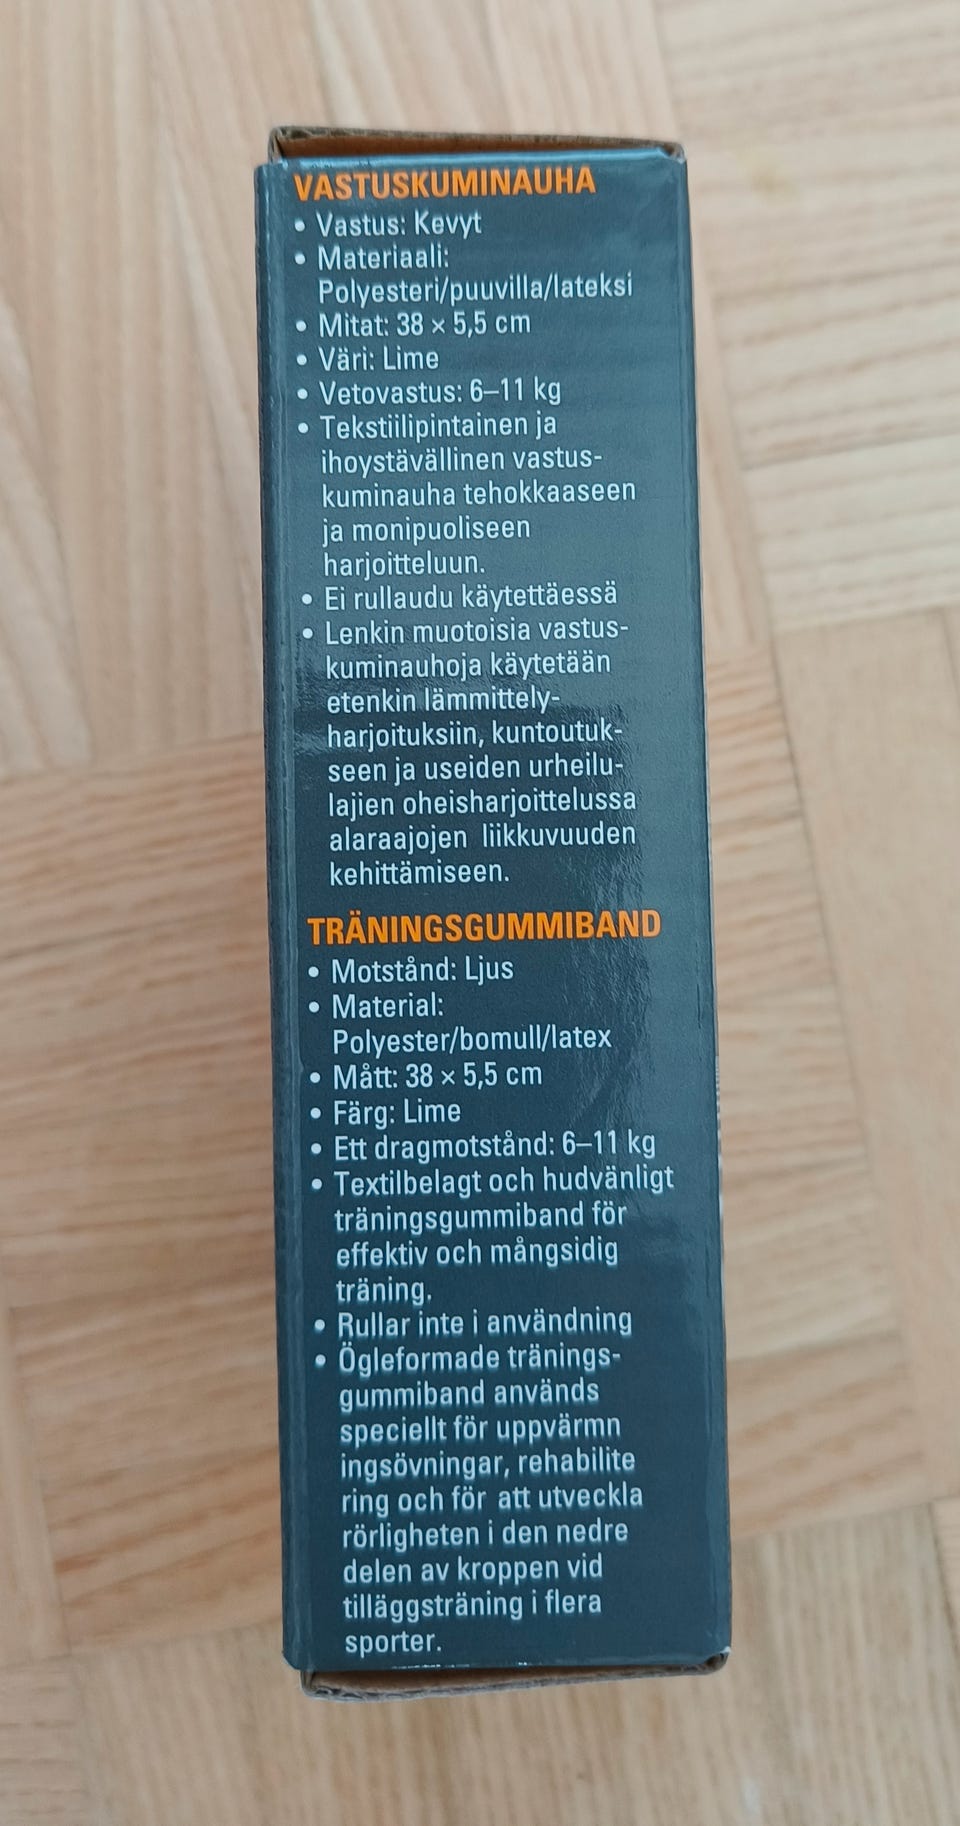 VASTUSKUMINAUHA
• Vastus: Kevyt
• Materiaali:
Polyesteri/puuvilla/lateksi
• Mitat: 38 × 5,5 cm
• Väri: Lime
• Vetovastus: 6–11 kg
• Tekstiilipintainen ja
ihoystävällinen vastus-
kuminauha tehokkaaseen
ja monipuoliseen
harjoitteluun.
• Ei rullaudu käytettäessä
• Lenkin muotoisia vastus-
kuminauhoja käytetään
etenkin lämmittely-
harjoituksiin, kuntoutuk-
seen ja useiden urheilu-
lajien oheisharjoittelussa
alaraajojen liikkuvuuden
kehittämiseen.
TRÄNINGSGUMMIBAND
• Motstånd: Ljus
• Material:
Polyester/bomull/latex
• Mått: 38 × 5,5 cm
• Färg: Lime
• Ett dragmotstånd: 6–11 kg
• Textilbelagt och hudvänligt
träningsgummiband för
effektiv och mångsidig
träning.
• Rullar inte i användning
• Ögleformade tränings-
gummiband används
speciellt för uppvärmn
ingsövningar, rehabilite
ring och för att utveckla
rörligheten i den nedre
delen av kroppen vid
tilläggsträning i flera
sporter.